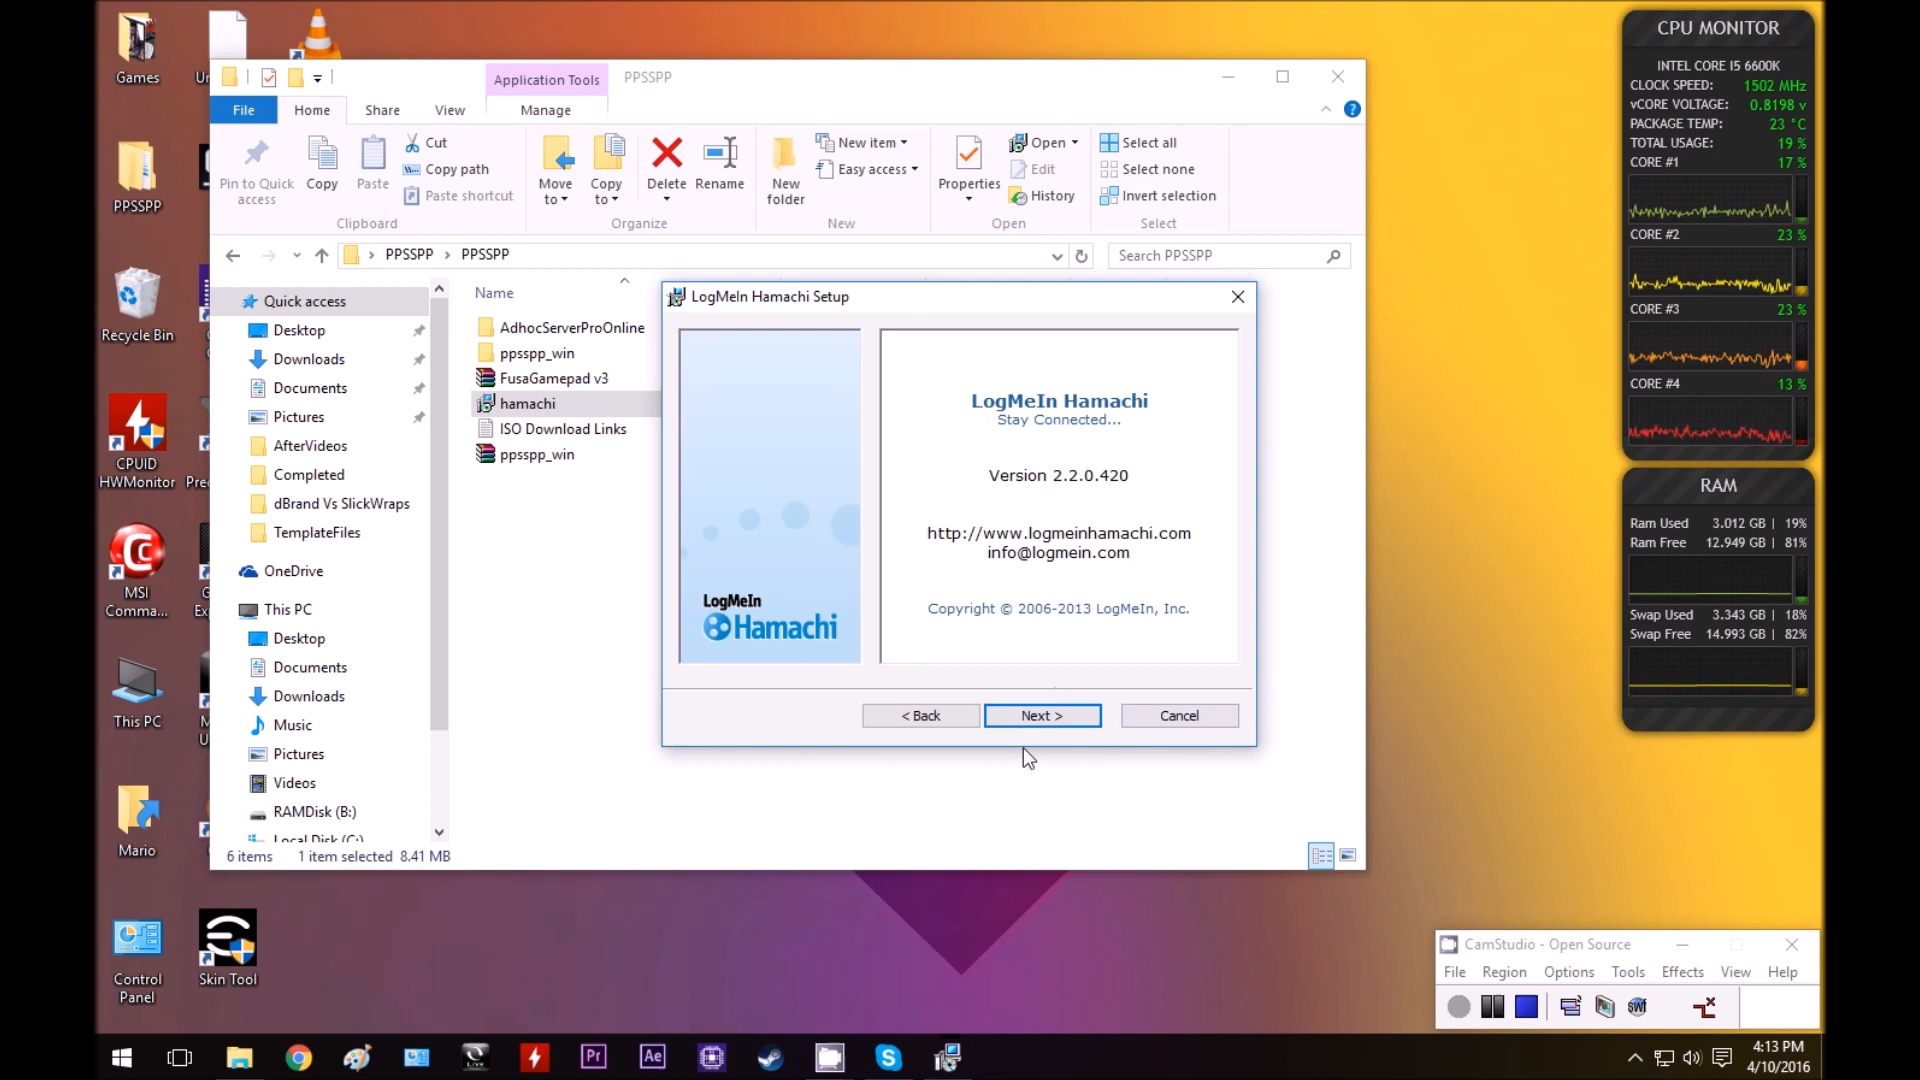 Games
PPSSPP
Recycle Bin
CPUID
HWMonitor
MSI
Comma...
This PC
Mario
Control
Panel
Skin Tool
Application Tools
PPSSPP
File
Home
Share
View
Manage
Pin to Quick
access
Copy
Paste
Cut
Copy path
Paste shortcut
Clipboard
Move
to
Copy
to
Delete
Rename
Organize
New
folder
New item
Easy access
New
Properties
Open
Edit
History
Open
Select all
Select none
Invert selection
Select
PPSSPP
PPSSPP
Search PPSSPP
Quick access
Desktop
Downloads
Documents
Pictures
AfterVideos
Completed
dBrand Vs SlickWraps
TemplateFiles
OneDrive
This PC
Desktop
Documents
Downloads
Music
Pictures
Videos
RAMDisk (B:)
Local Disk (C:)
Name
AdhocServerProOnline
ppsspp_win
FusaGamepad v3
hamachi
ISO Download Links
ppsspp_win
6 items 1 item selected 8.41 MB
LogMeIn Hamachi Setup
LogMeIn
Hamachi
LogMeIn Hamachi
Stay Connected...
Version 2.2.0.420
http://www.logmeinhamachi.com
info@logmein.com
Copyright © 2006-2013 LogMeIn, Inc.
< Back
Next >
Cancel
CPU MONITOR
INTEL CORE I5 6600K
CLOCK SPEED: 1502 MHz
vCORE VOLTAGE: 0.8198 v
PACKAGE TEMP: 23 °C
TOTAL USAGE: 19 %
CORE #1 17 %
CORE #2 23 %
CORE #3 23 %
CORE #4 13 %
RAM
Ram Used 3.012 GB | 19%
Ram Free 12.949 GB | 81%
Swap Used 3.343 GB | 18%
Swap Free 14.993 GB | 82%
CamStudio - Open Source
File Region Options Tools Effects View Help
swf
Pr
Ae
4:13 PM
4/10/2016